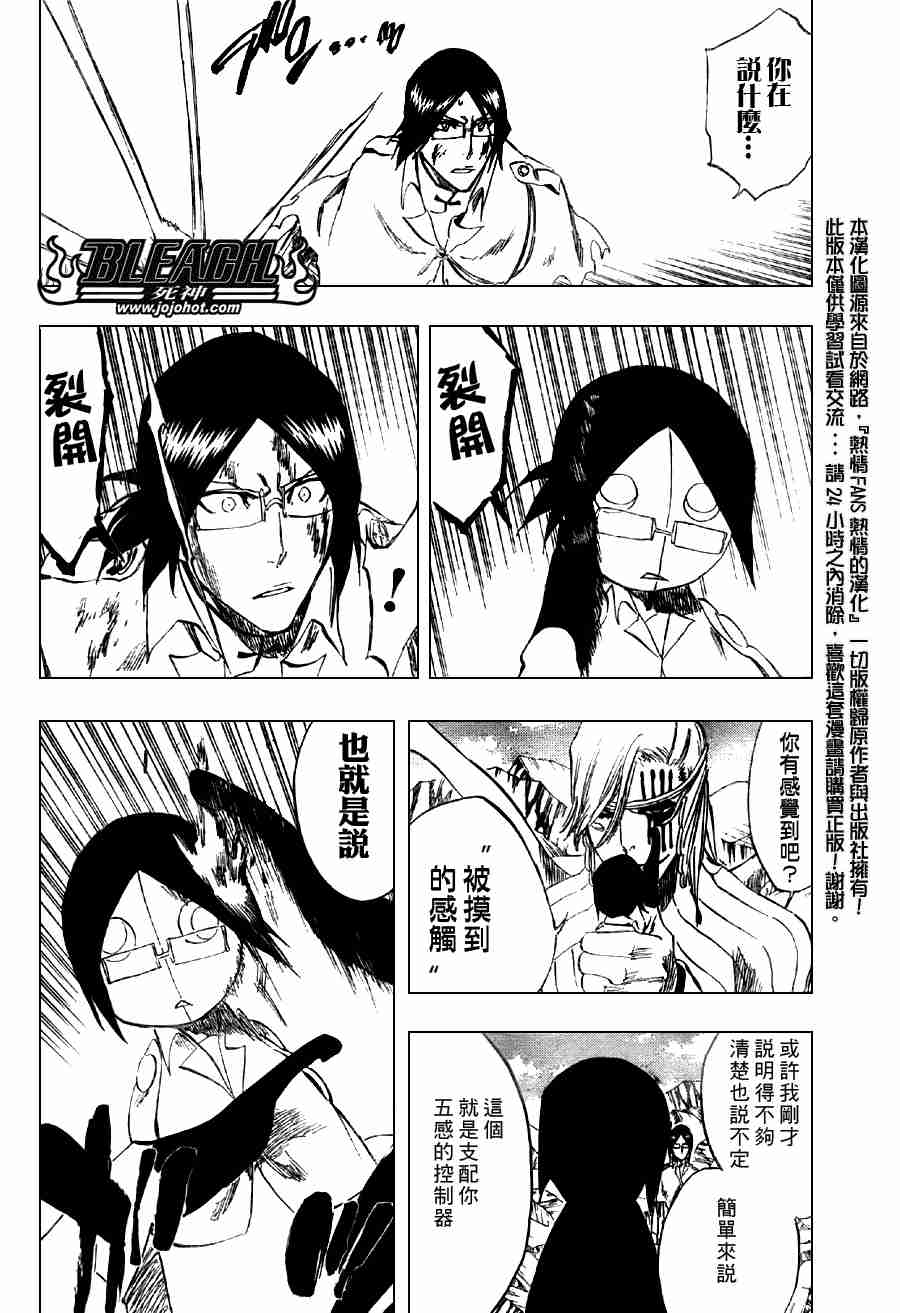 你在
說什麼…
BLEACH
死神
www.jojohot.com
裂開
裂開
!
你有感覺到吧?
"被摸到
的感觸"
或許我剛才
說明得不夠
清楚也說不定
簡單來說
這個
就是支配你
五感的控制器
也就是說
本漢化圖源來自於網路,『熱情FANS熱情的漢化』一切版權歸原作者與出版社擁有!
此版本僅供學習試看交流…請24小時之內消除,喜歡這套漫畫請購買正版!謝謝。